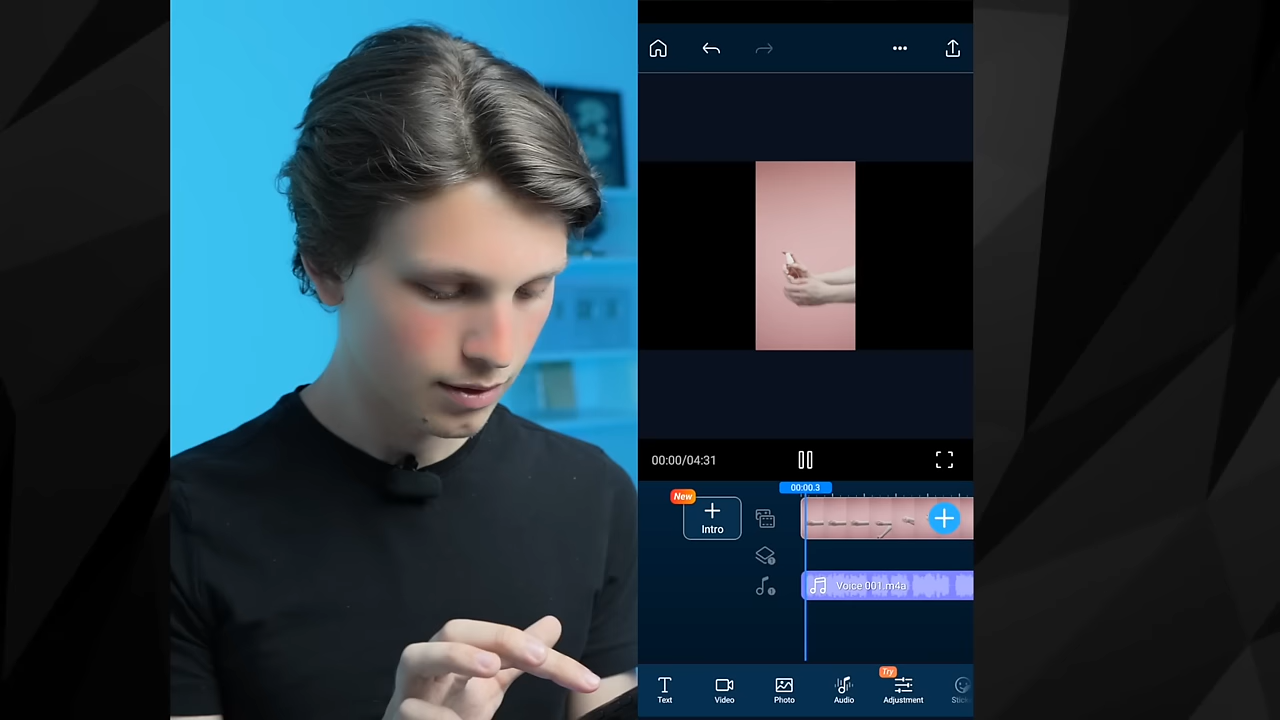 00:00/04:31
00:00.3
New
Intro
Voice 001.m4a
Try
Text
Video
Photo
Audio
Adjustment